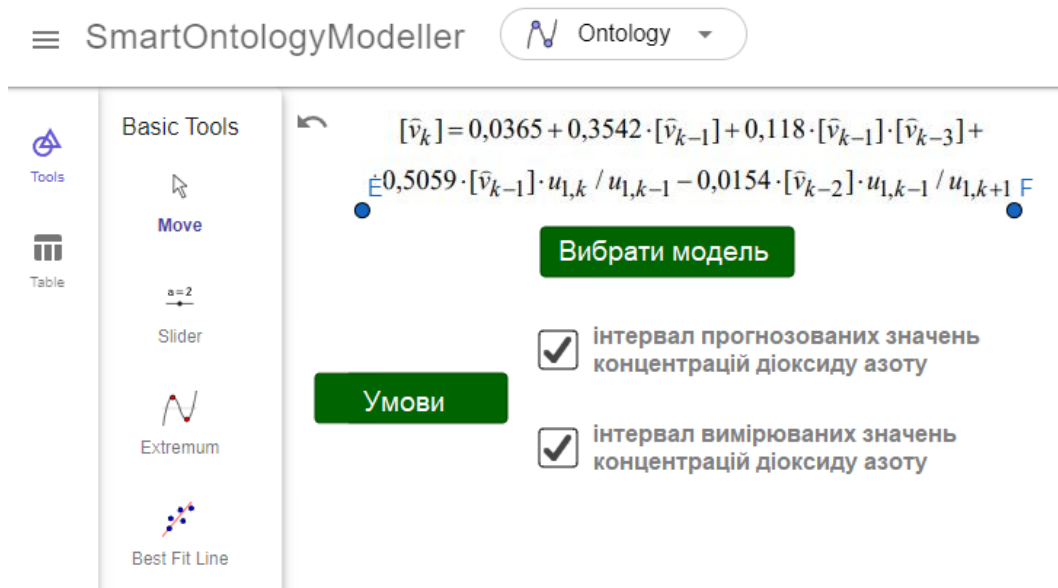 SmartOntologyModeller
Ontology
Tools
Table
Basic Tools
Move
a=2
Slider
Extremum
Best Fit Line
[v̂ₖ] = 0,0365 + 0,3542 · [v̂ₖ₋₁] + 0,118 · [v̂ₖ₋₁] · [v̂ₖ₋₃] +
E 0,5059 · [v̂ₖ₋₁] · u₁,ₖ / u₁,ₖ₋₁ − 0,0154 · [v̂ₖ₋₂] · u₁,ₖ₋₁ / u₁,ₖ₊₁ F
Вибрати модель
Умови
інтервал прогнозованих значень
концентрацій діоксиду азоту
інтервал вимірюваних значень
концентрацій діоксиду азоту